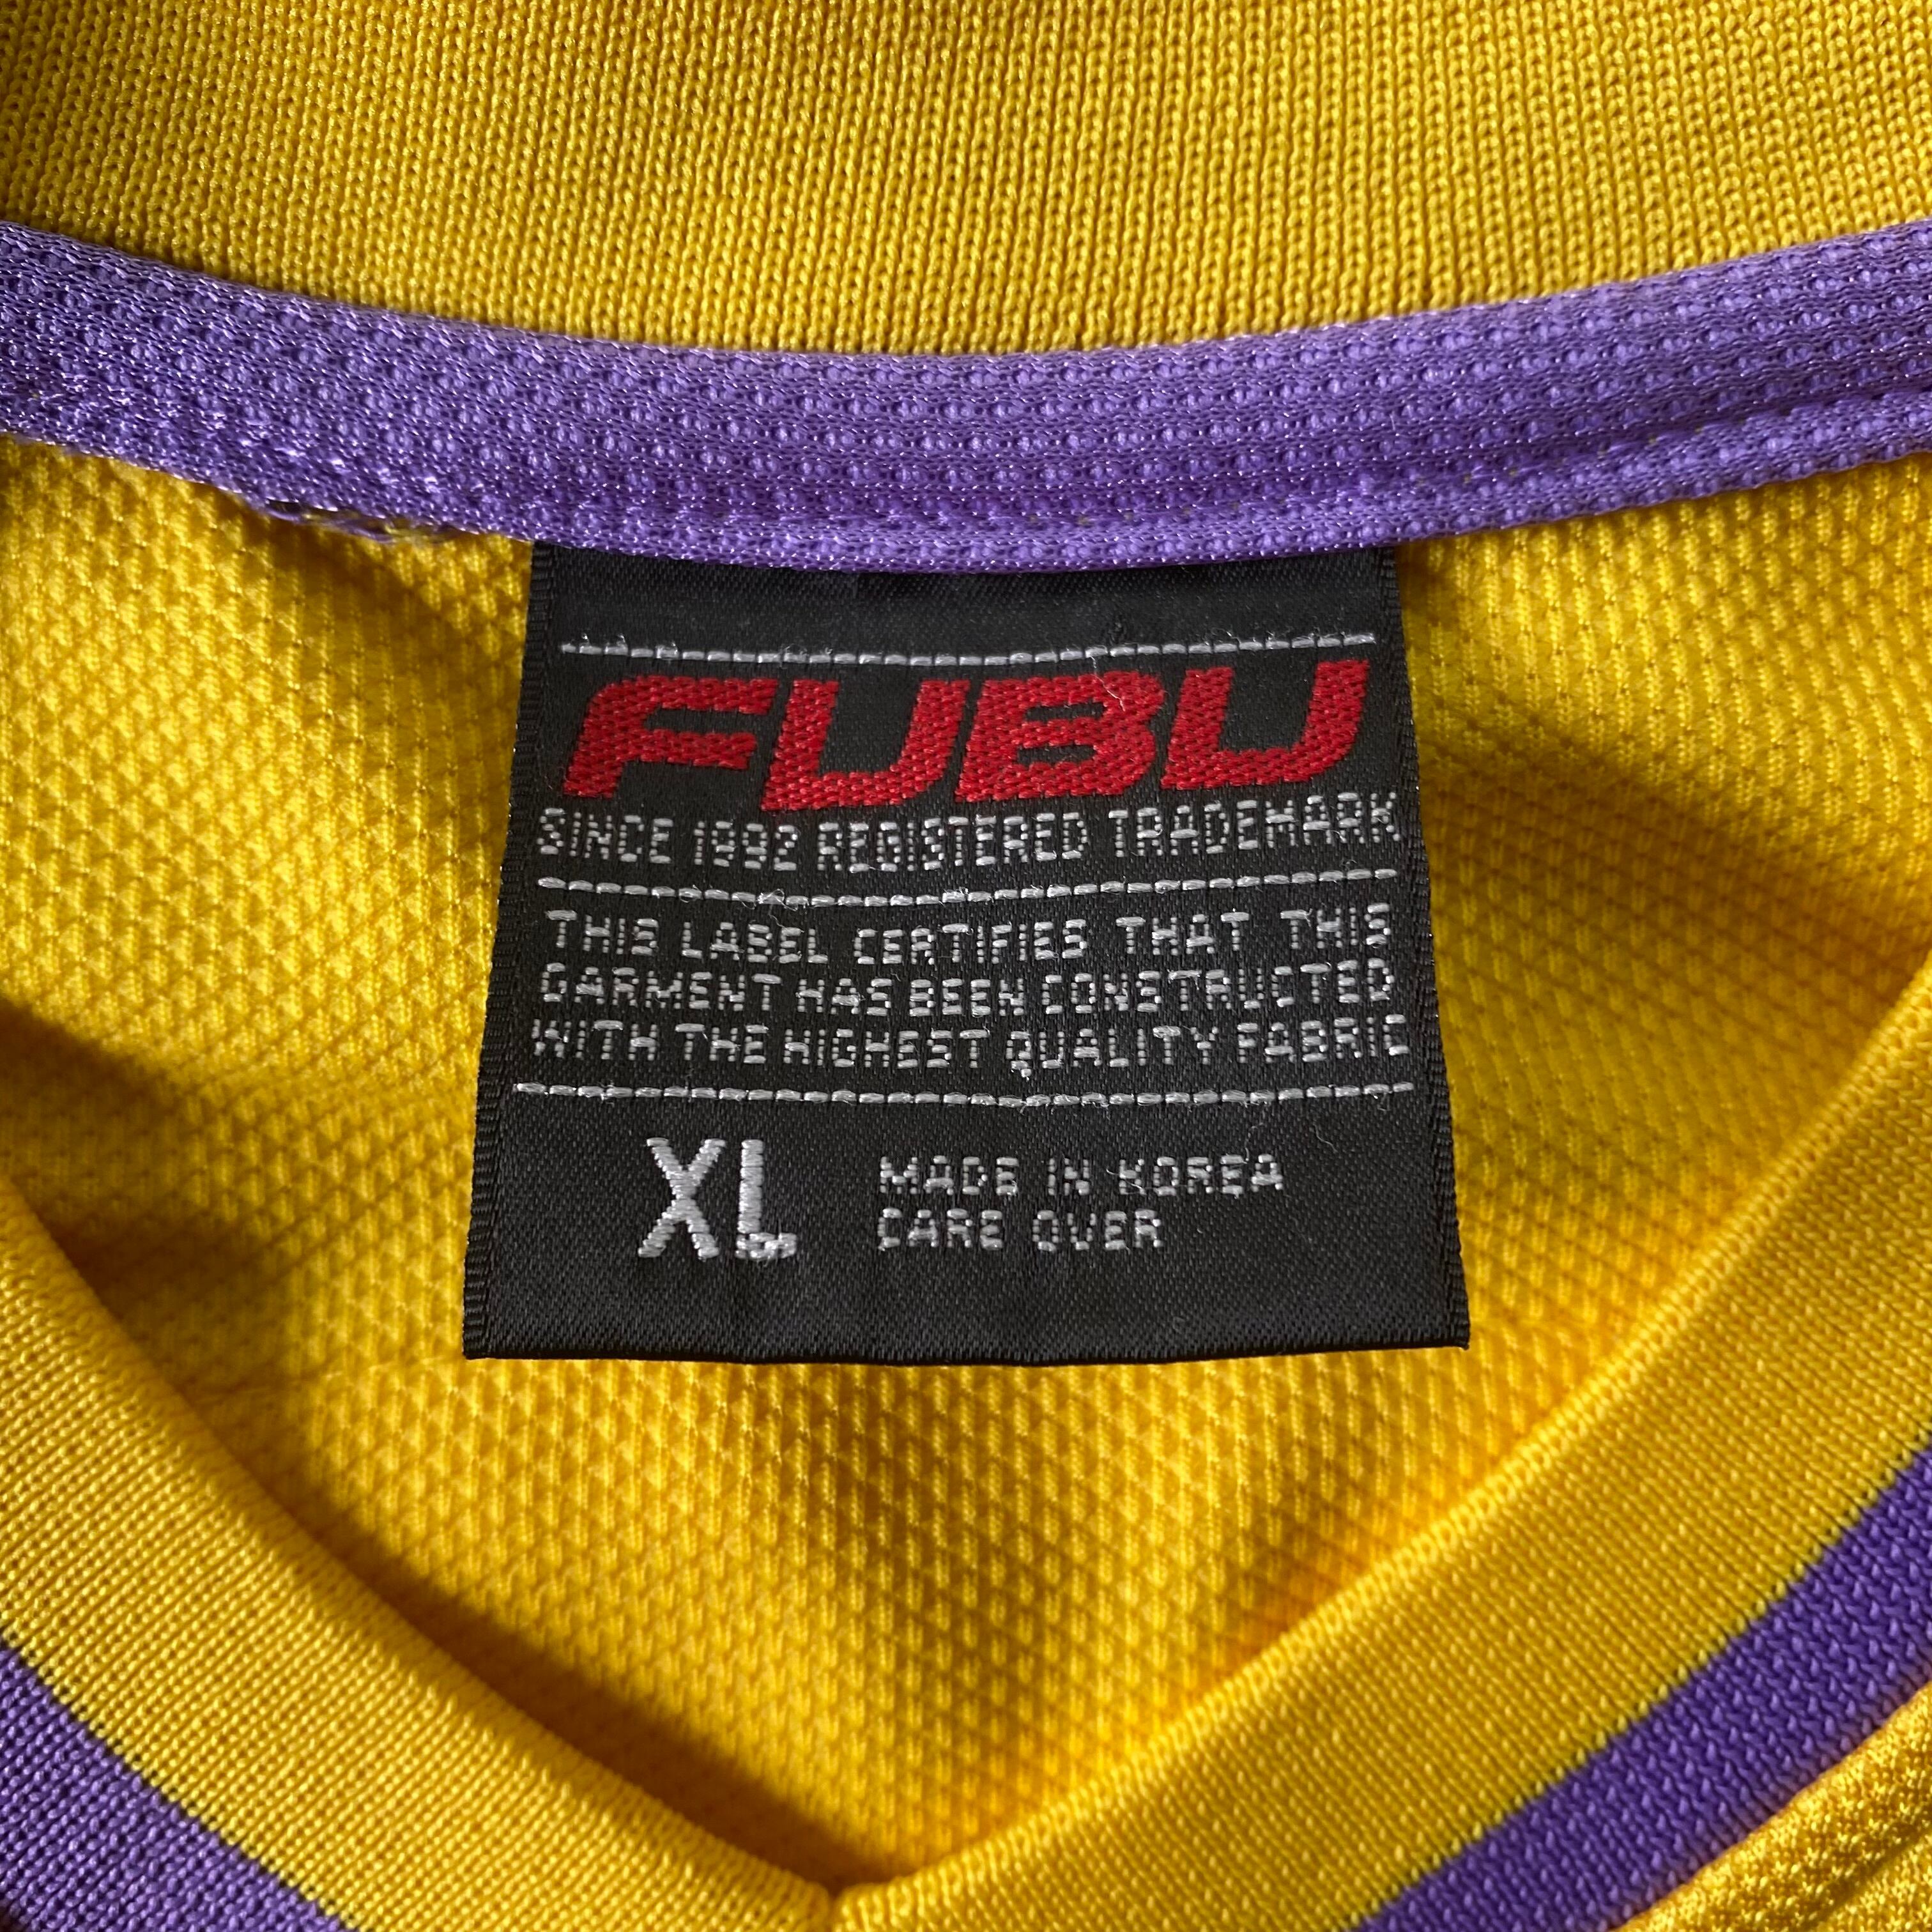 FUBU
SINCE 1992 REGISTERED TRADEMARK
THIS LABEL CERTIFIES THAT THIS
GARMENT HAS BEEN CONSTRUCTED
WITH THE HIGHEST QUALITY FABRIC
XL
MADE IN KOREA
CARE OVER